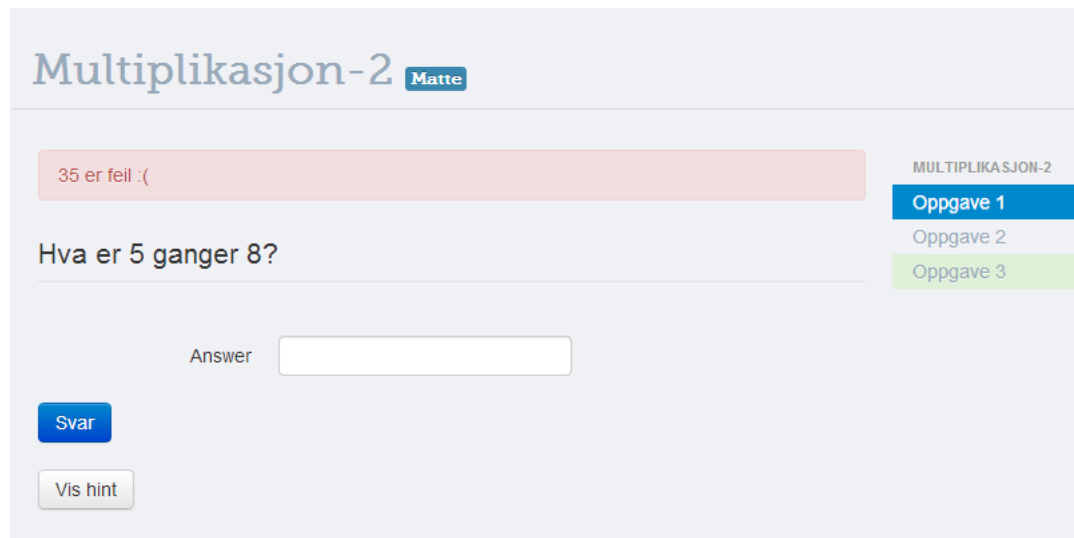 Multiplikasjon-2 Matte
35 er feil :(
Hva er 5 ganger 8?
Answer
Svar
Vis hint
MULTIPLIKASJON-2
Oppgave 1
Oppgave 2
Oppgave 3